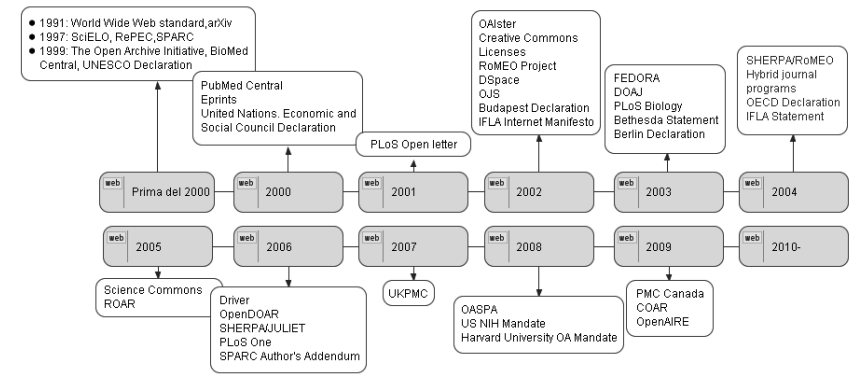 • 1991: World Wide Web standard,arXiv
• 1997: SciELO, RePEC,SPARC
• 1999: The Open Archive Initiative, BioMed
Central, UNESCO Declaration
PubMed Central
Eprints
United Nations. Economic and
Social Council Declaration
PLoS Open letter
OAIster
Creative Commons
Licenses
RoMEO Project
DSpace
OJS
Budapest Declaration
IFLA Internet Manifesto
FEDORA
DOAJ
PLoS Biology
Bethesda Statement
Berlin Declaration
SHERPA/RoMEO
Hybrid journal
programs
OECD Declaration
IFLA Statement
web Prima del 2000
web 2000
web 2001
web 2002
web 2003
web 2004
web 2005
web 2006
web 2007
web 2008
web 2009
web 2010-
Science Commons
ROAR
Driver
OpenDOAR
SHERPA/JULIET
PLoS One
SPARC Author's Addendum
UKPMC
OASPA
US NIH Mandate
Harvard University OA Mandate
PMC Canada
COAR
OpenAIRE